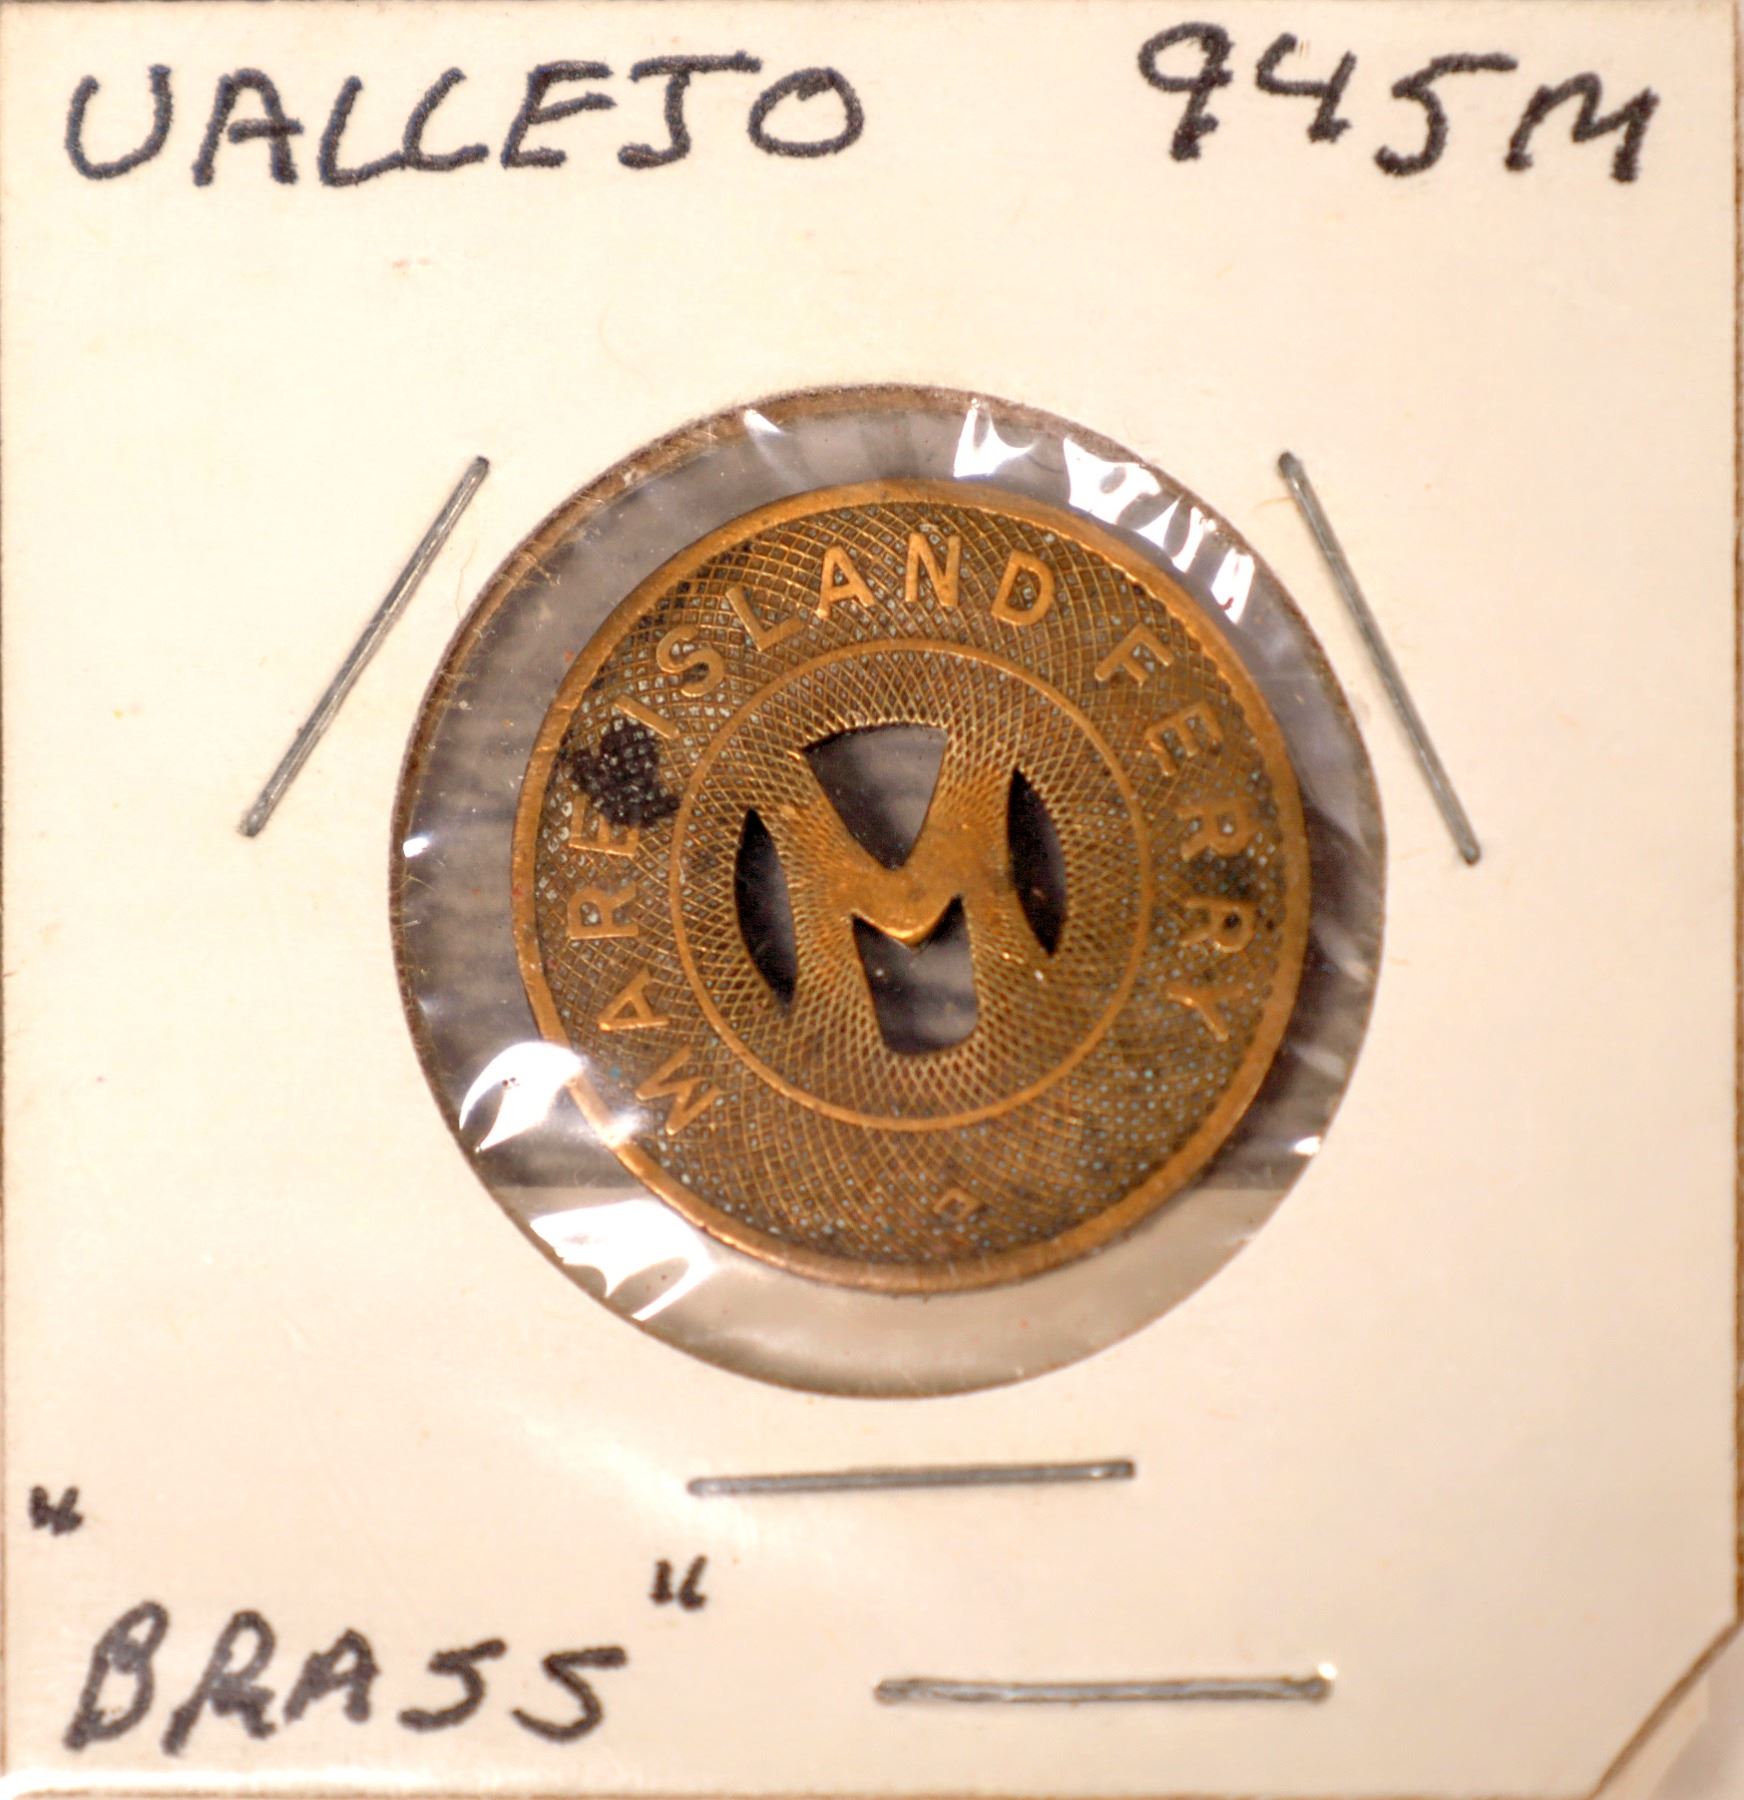 VALLEJO 945M
MARE ISLAND FERRY
M
"BRASS"